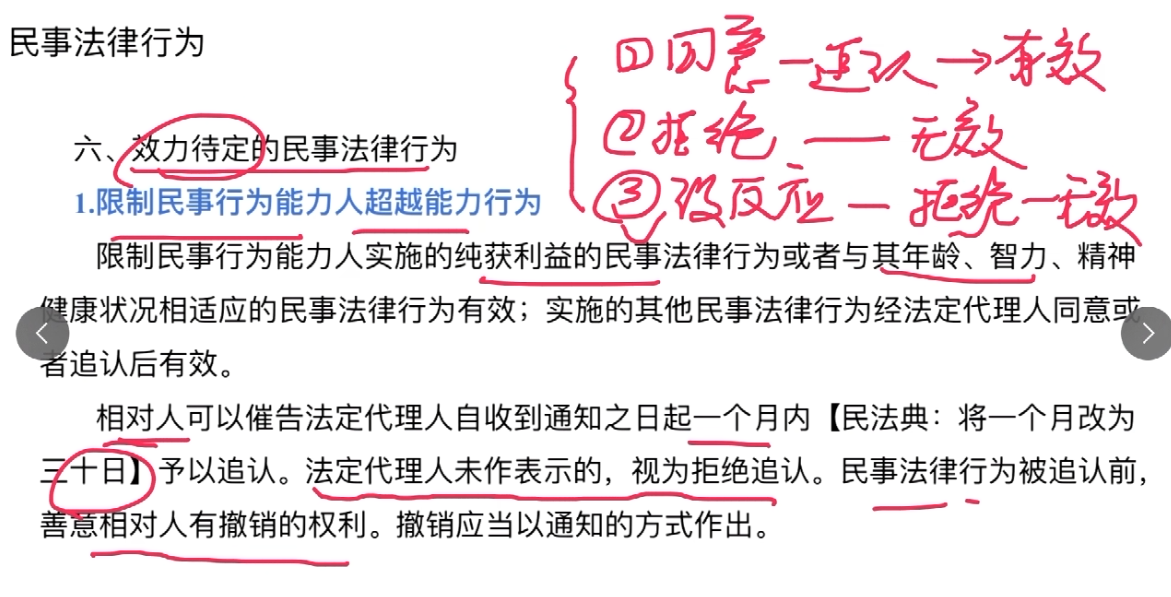 民事法律行为
①同意—追认→有效
②拒绝——无效
③没反应—拒绝—无效
六、效力待定的民事法律行为
1.限制民事行为能力人超越能力行为
限制民事行为能力人实施的纯获利益的民事法律行为或者与其年龄、智力、精神
健康状况相适应的民事法律行为有效；实施的其他民事法律行为经法定代理人同意或
者追认后有效。
相对人可以催告法定代理人自收到通知之日起一个月内【民法典：将一个月改为
三十日】予以追认。法定代理人未作表示的，视为拒绝追认。民事法律行为被追认前，
善意相对人有撤销的权利。撤销应当以通知的方式作出。